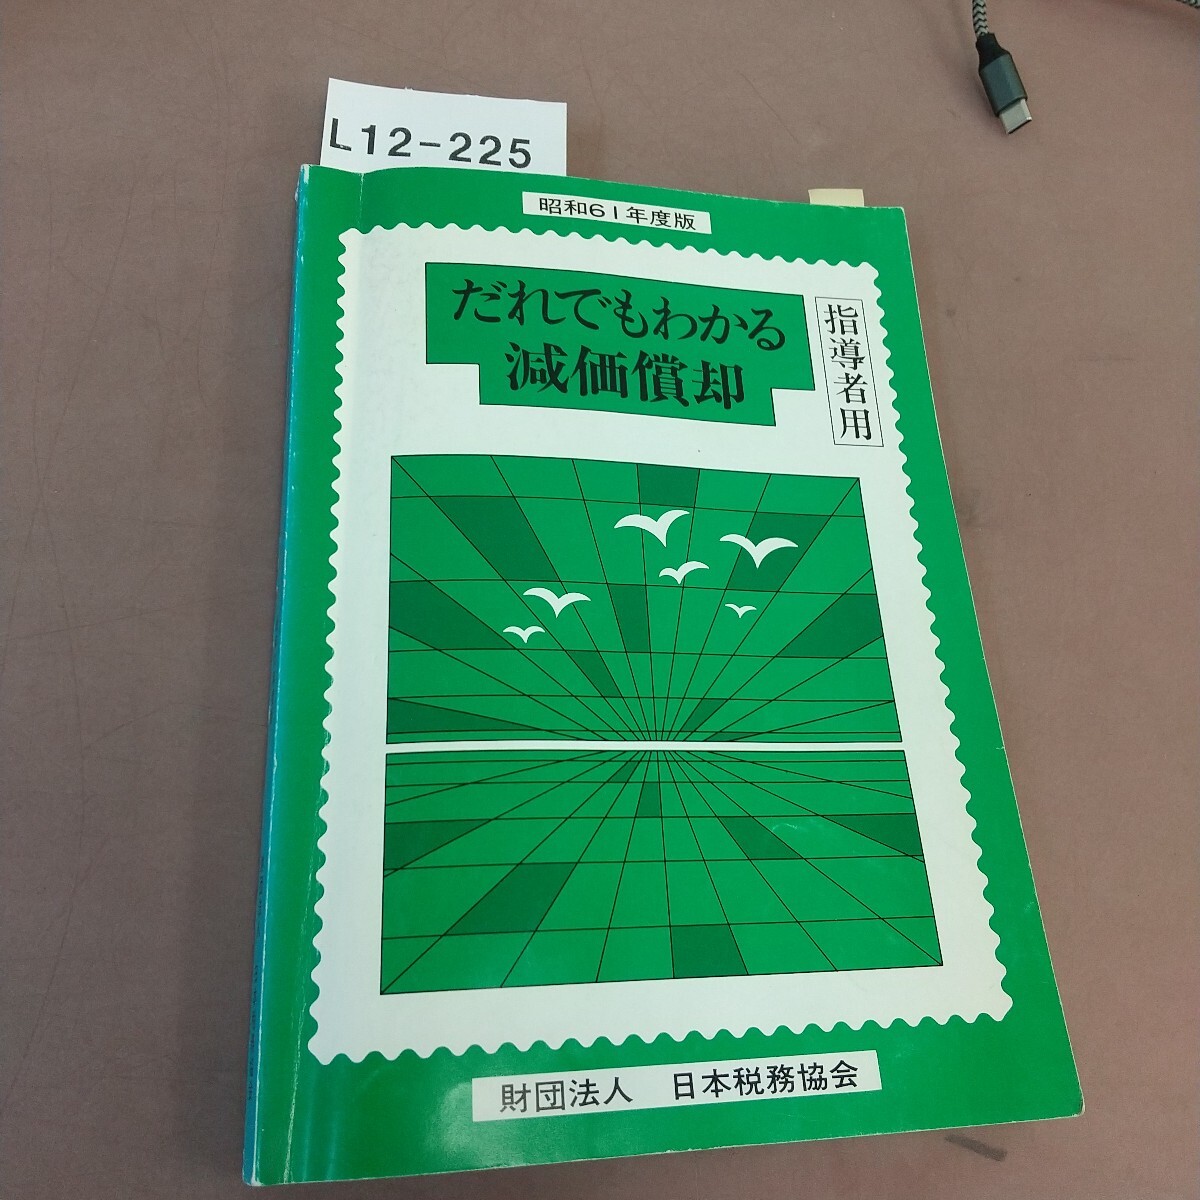 L12-225
昭和61年度版
だれでもわかる
減価償却
指導者用
財団法人 日本税務協会